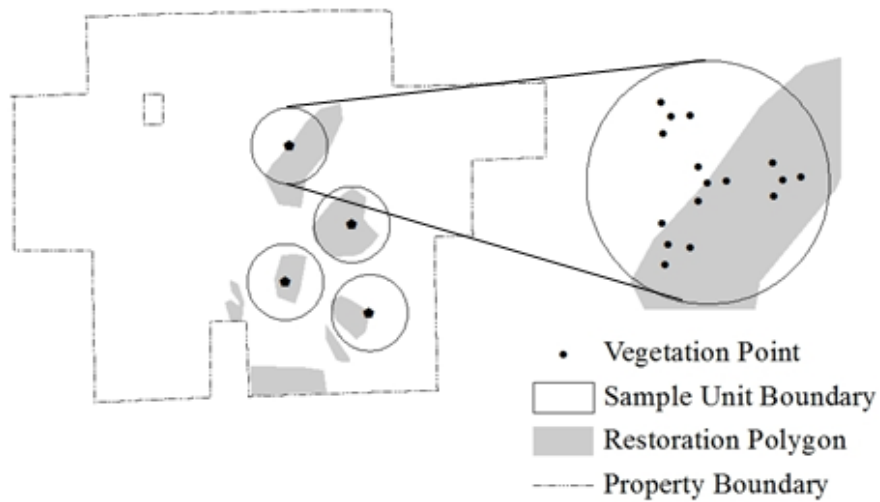 Vegetation Point
Sample Unit Boundary
Restoration Polygon
Property Boundary